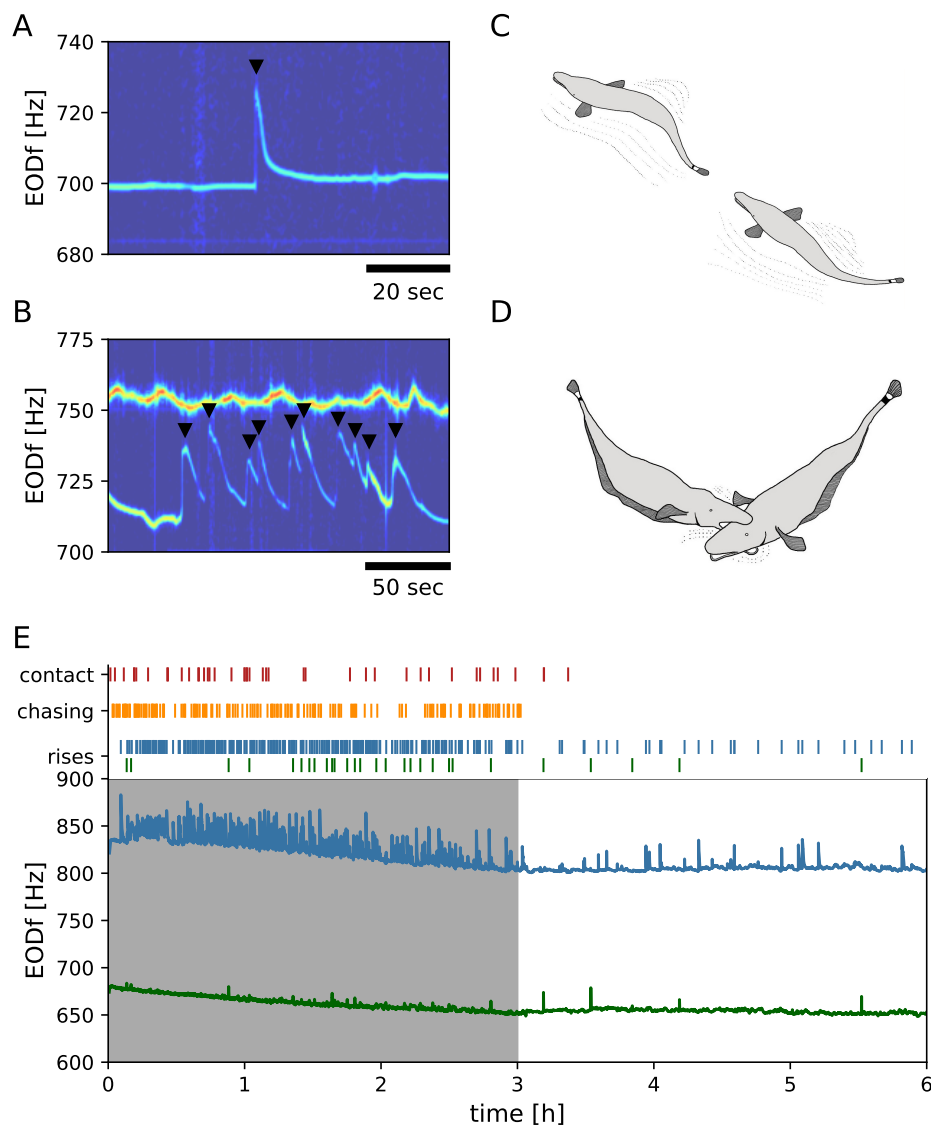 A
EODf [Hz]
740
720
700
680
20 sec
B
EODf [Hz]
775
750
725
700
50 sec
C
D
E
contact
chasing
rises
EODf [Hz]
900
850
800
750
700
650
600
0 1 2 3 4 5 6
time [h]